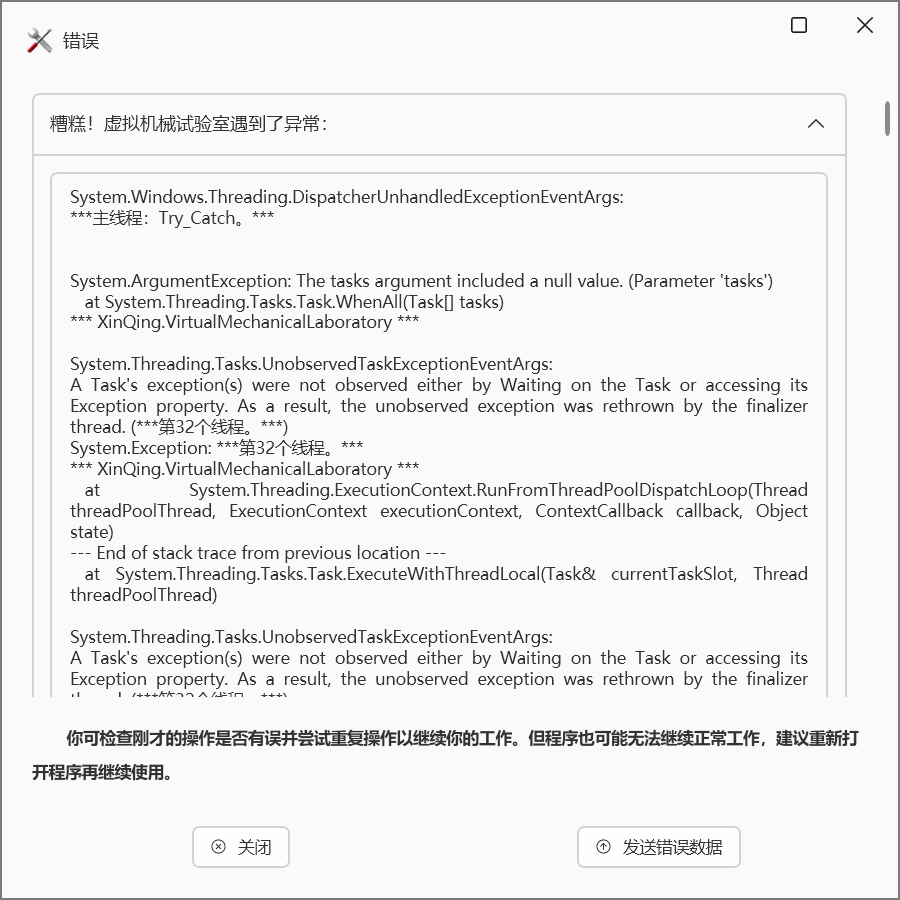 错误
糟糕！虚拟机械试验室遇到了异常：
System.Windows.Threading.DispatcherUnhandledExceptionEventArgs:
***主线程：Try_Catch。***
System.ArgumentException: The tasks argument included a null value. (Parameter 'tasks')
at System.Threading.Tasks.Task.WhenAll(Task[] tasks)
*** XinQing.VirtualMechanicalLaboratory ***
System.Threading.Tasks.UnobservedTaskExceptionEventArgs:
A Task's exception(s) were not observed either by Waiting on the Task or accessing its
Exception property. As a result, the unobserved exception was rethrown by the finalizer
thread. (***第32个线程。***)
System.Exception: ***第32个线程。***
*** XinQing.VirtualMechanicalLaboratory ***
at System.Threading.ExecutionContext.RunFromThreadPoolDispatchLoop(Thread
threadPoolThread, ExecutionContext executionContext, ContextCallback callback, Object
state)
--- End of stack trace from previous location ---
at System.Threading.Tasks.Task.ExecuteWithThreadLocal(Task& currentTaskSlot, Thread
threadPoolThread)
System.Threading.Tasks.UnobservedTaskExceptionEventArgs:
A Task's exception(s) were not observed either by Waiting on the Task or accessing its
Exception property. As a result, the unobserved exception was rethrown by the finalizer
你可检查刚才的操作是否有误并尝试重复操作以继续你的工作。但程序也可能无法继续正常工作，建议重新打
开程序再继续使用。
关闭
发送错误数据